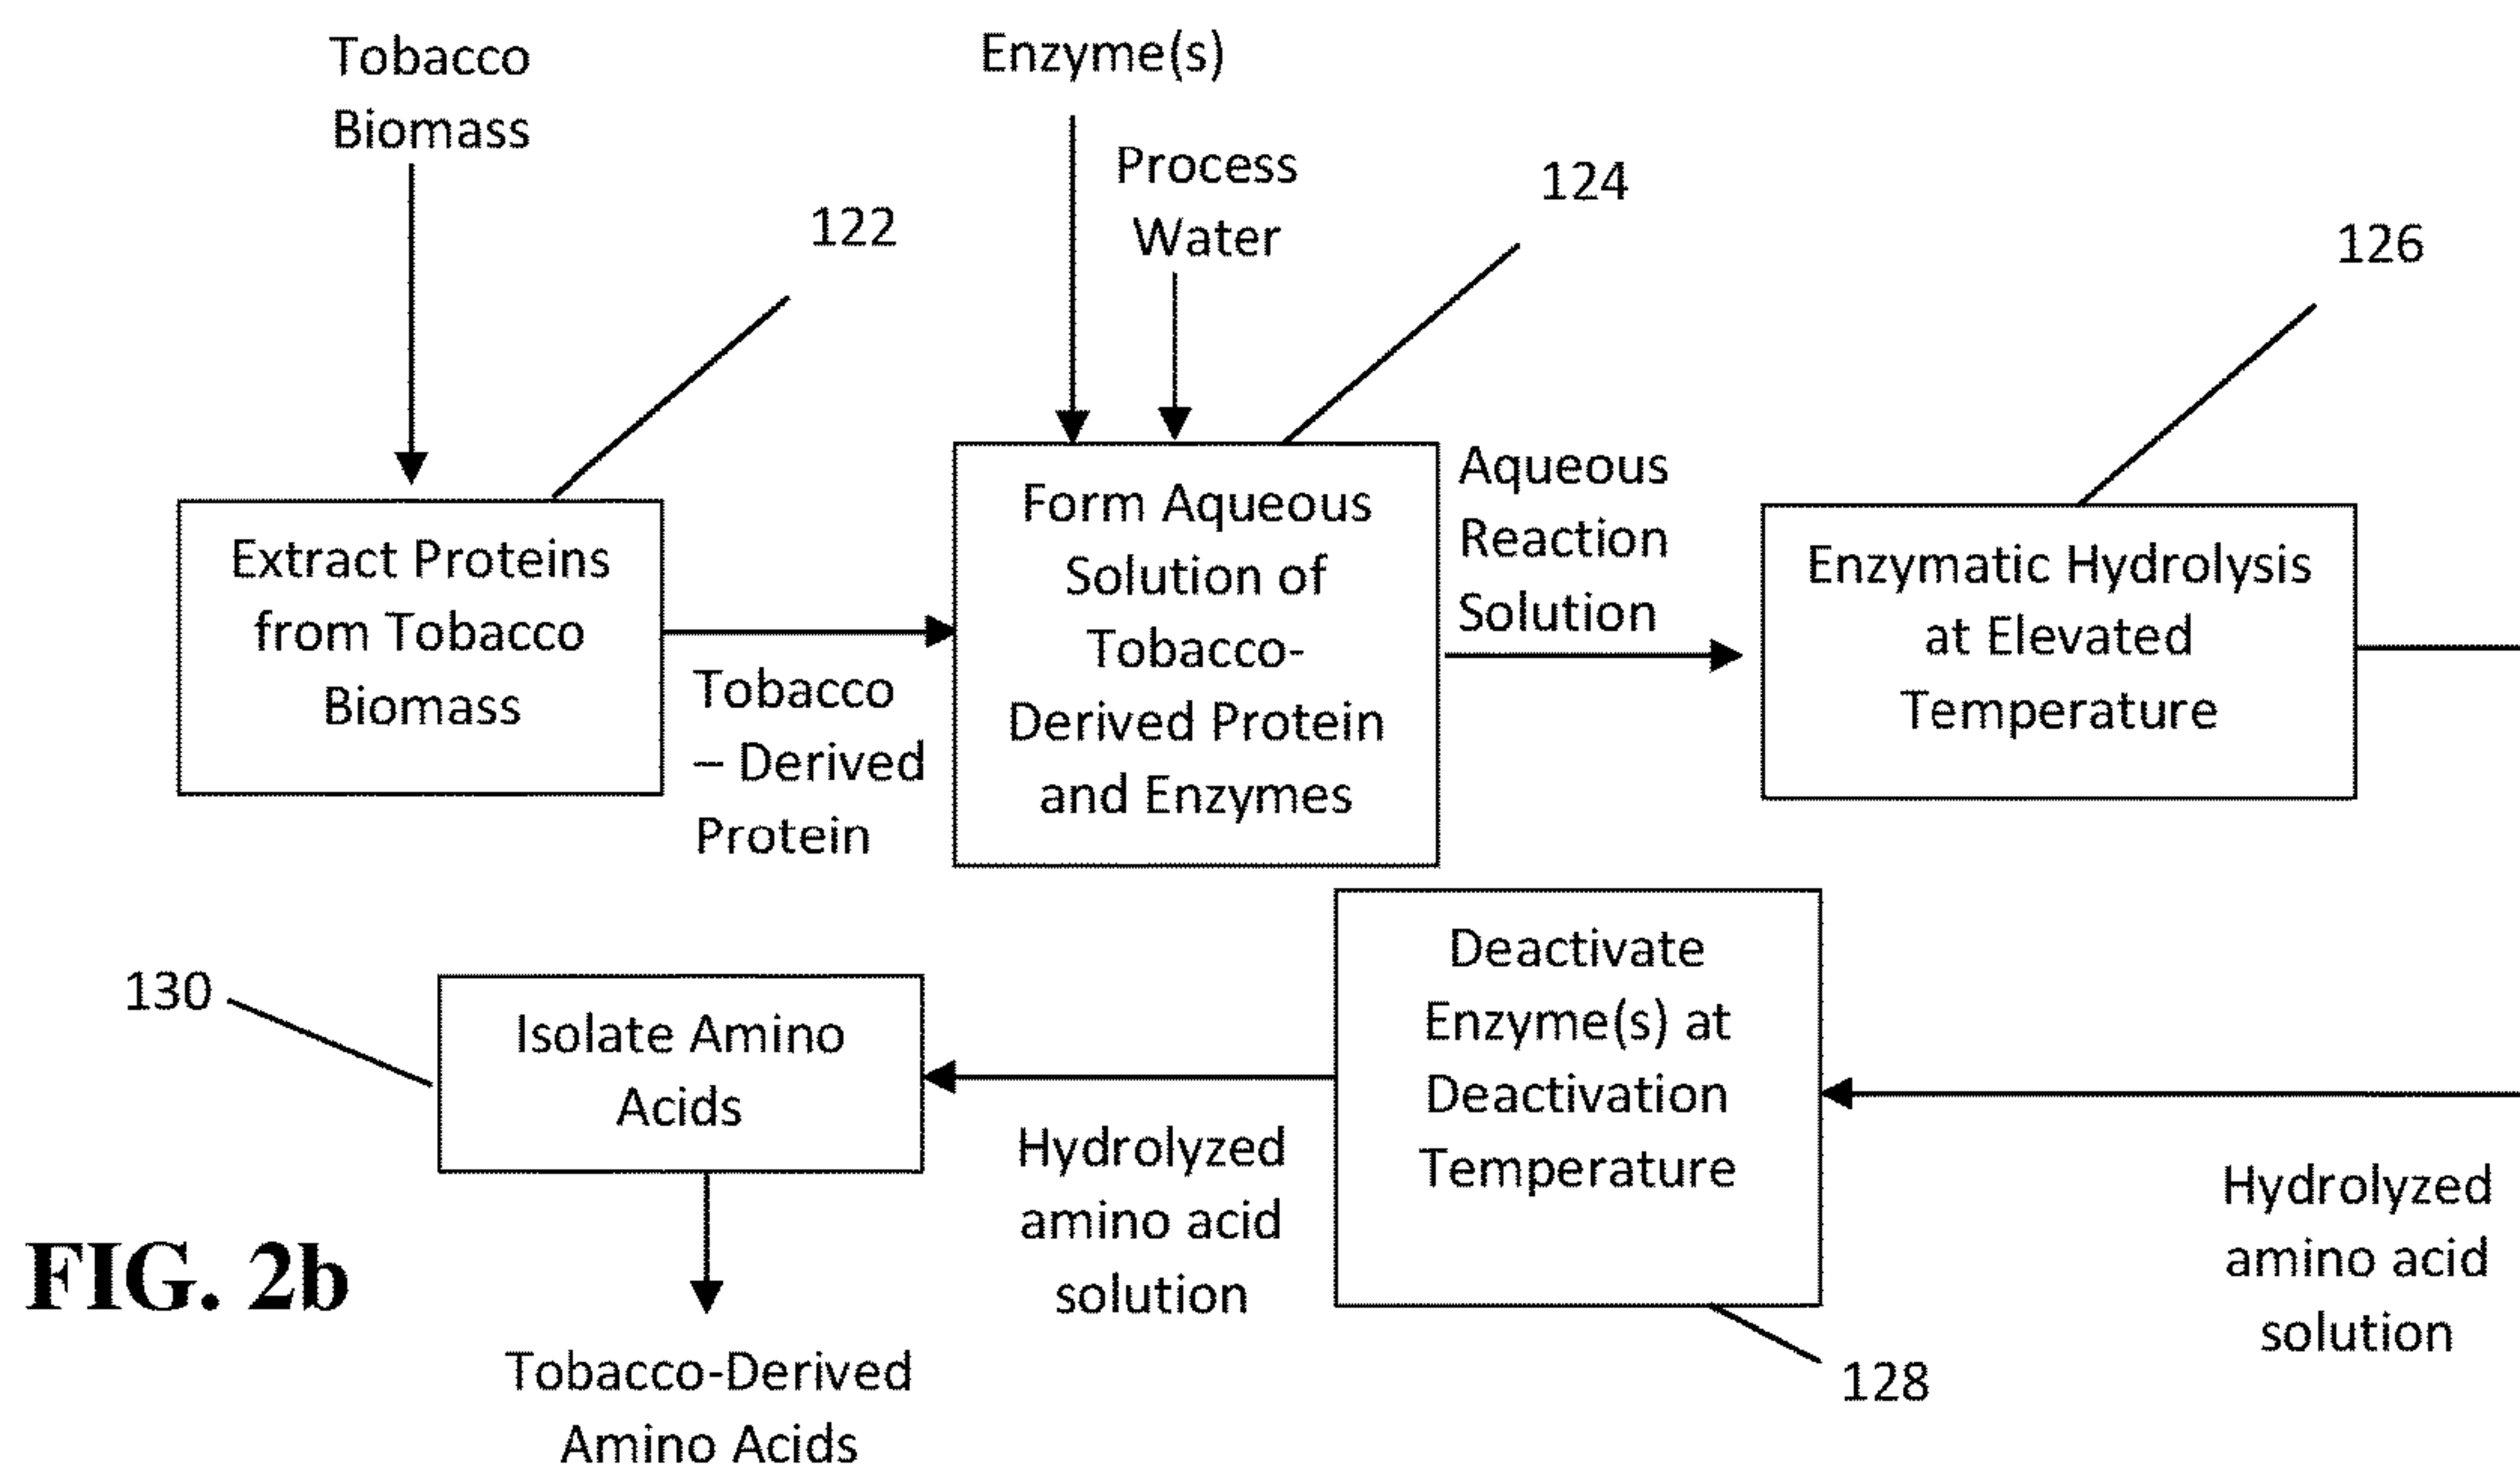 Tobacco
Biomass
Enzyme(s)
Process
Water
122
124
126
Extract Proteins
from Tobacco
Biomass
Tobacco
– Derived
Protein
Form Aqueous
Solution of
Tobacco-
Derived Protein
and Enzymes
Aqueous
Reaction
Solution
Enzymatic Hydrolysis
at Elevated
Temperature
130
Isolate Amino
Acids
Hydrolyzed
amino acid
solution
Deactivate
Enzyme(s) at
Deactivation
Temperature
Hydrolyzed
amino acid
solution
128
FIG. 2b
Tobacco-Derived
Amino Acids